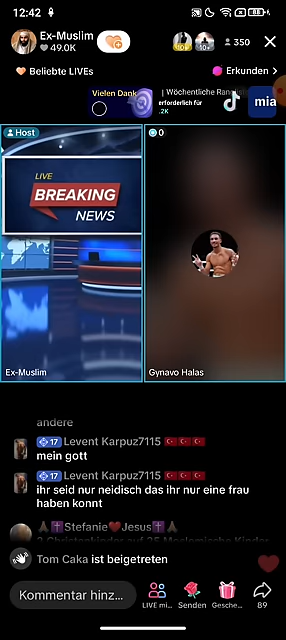 12:42
Ex-Muslim
49.0K
350
Beliebte LIVEs
Erkunden
Vielen Dank
Wöchentliche Rangliste
erforderlich für
.2K
mia
Host
0
LIVE
BREAKING
NEWS
Ex-Muslim
Gynavo Halas
andere
17 Levent Karpuz7115 🇹🇷🇹🇷🇹🇷
mein gott
17 Levent Karpuz7115 🇹🇷🇹🇷🇹🇷
ihr seid nur neidisch das ihr nur eine frau
haben konnt
🙏🏿✝️Stefanie❤️Jesus✝️🙏🏿
Tom Caka ist beigetreten
Kommentar hinz...
LIVE mi...
Senden
Gesche...
89